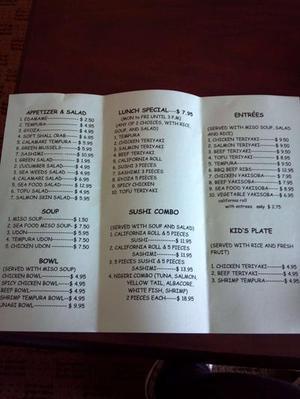 APPETIZER & SALAD
1. EDAMAME $ 2.50
2. TEMPURA $ 4.95
3. GYOZA $ 4.95
4. SOFT SHALL CRAB $ 6.95
5. CALAMARI TEMPURA $ 5.95
6. GREEN MUSSELS $ 5.95
7. SASHIMI $ 10.95
1. GREEN SALAD $ 1.95
2. CUCUMBER SALAD $ 4.95
3. SEA WEED SALAD $ 4.95
4. CALAMARI SALAD $ 6.95
5. SEA FOOD SALAD $ 12.95
6. TOFU SALAD $ 4.95
7. SALMON SKIN SALAD $ 5.95
SOUP
1. MISO SOUP $ 1.50
2. SEA FOOD MISO SOUP $ 7.50
3. UDON $ 5.95
4. TEMPURA UDON $ 5.95
5. CHICKEN UDON $ 7.50
BOWL
(SERVED WITH MISO SOUP)
CHICKEN BOWL $ 4.95
SPICY CHICKEN BOWL $ 4.95
BEEF BOWL $ 4.95
SHRIMP TEMPURA BOWL $ 4.95
UNAGI BOWL $ 9.95
LUNCH SPECIAL $ 7.95
(MON to FRI UNTIL 3 P.M)
(ANY OF 2 CHOICES, WITH RICE,
SOUP, AND SALAD)
1. TEMPURA
2. CHICKEN TERIYAKI
3. SALMON TERIYAKI
4. BEEF TERIYAKI
5. CALIFORNIA ROLL
6. SUSHI 3 PIECES
7. SASHIMI 3 PIECES
8. GYOZA 5 PIECES
9. SPICY CHICKEN
10. TOFU TERIYAKI
SUSHI COMBO
(SERVED WITH SOUP AND SALAD)
1. CALIFORNIA ROLL & 5 PIECES
SUSHI $ 11.95
2. CALIFORNIA ROLL & 5 PIECES
SASHIMI $ 11.95
3. 5 PIECES SUSHI & 5 PIECES
SASHIMI $ 13.95
4. NIGIRI COMBO (TUNA, SALMON,
YELLOW TAIL, ALBACORE,
WHITE FISH, SHRIMP)
2 PIECES EACH $ 18.95
ENTRÉES
(SERVED WITH MISO SOUP, SALAD
AND RICE)
1. CHICKEN TERIYAKI $ 9.50
2. SALMON TERIYAKI $ 9.50
3. BEEF TERIYAKI $ 9.50
4. TOFU TERIYAKI $ 8.95
5. TEMPURA $ 8.95
6. BBQ BEEF RIBS $ 12.95
7. CHICKEN YAKISOBA $ 7.95
8. BEEF YAKISOBA $ 7.95
9. SEA FOOD YAKISOBA $ 8.95
10. VEGETABLE YAKISOBA $ 6.95
california roll
with entrees only $ 2.75
KID'S PLATE
(SERVED WITH RICE AND FRESH
FRUIT)
1. CHICKEN TERIYAKI $ 4.95
2. BEEF TERIYAKI $ 4.95
3. SHRIMP TEMPURA $ 4.95